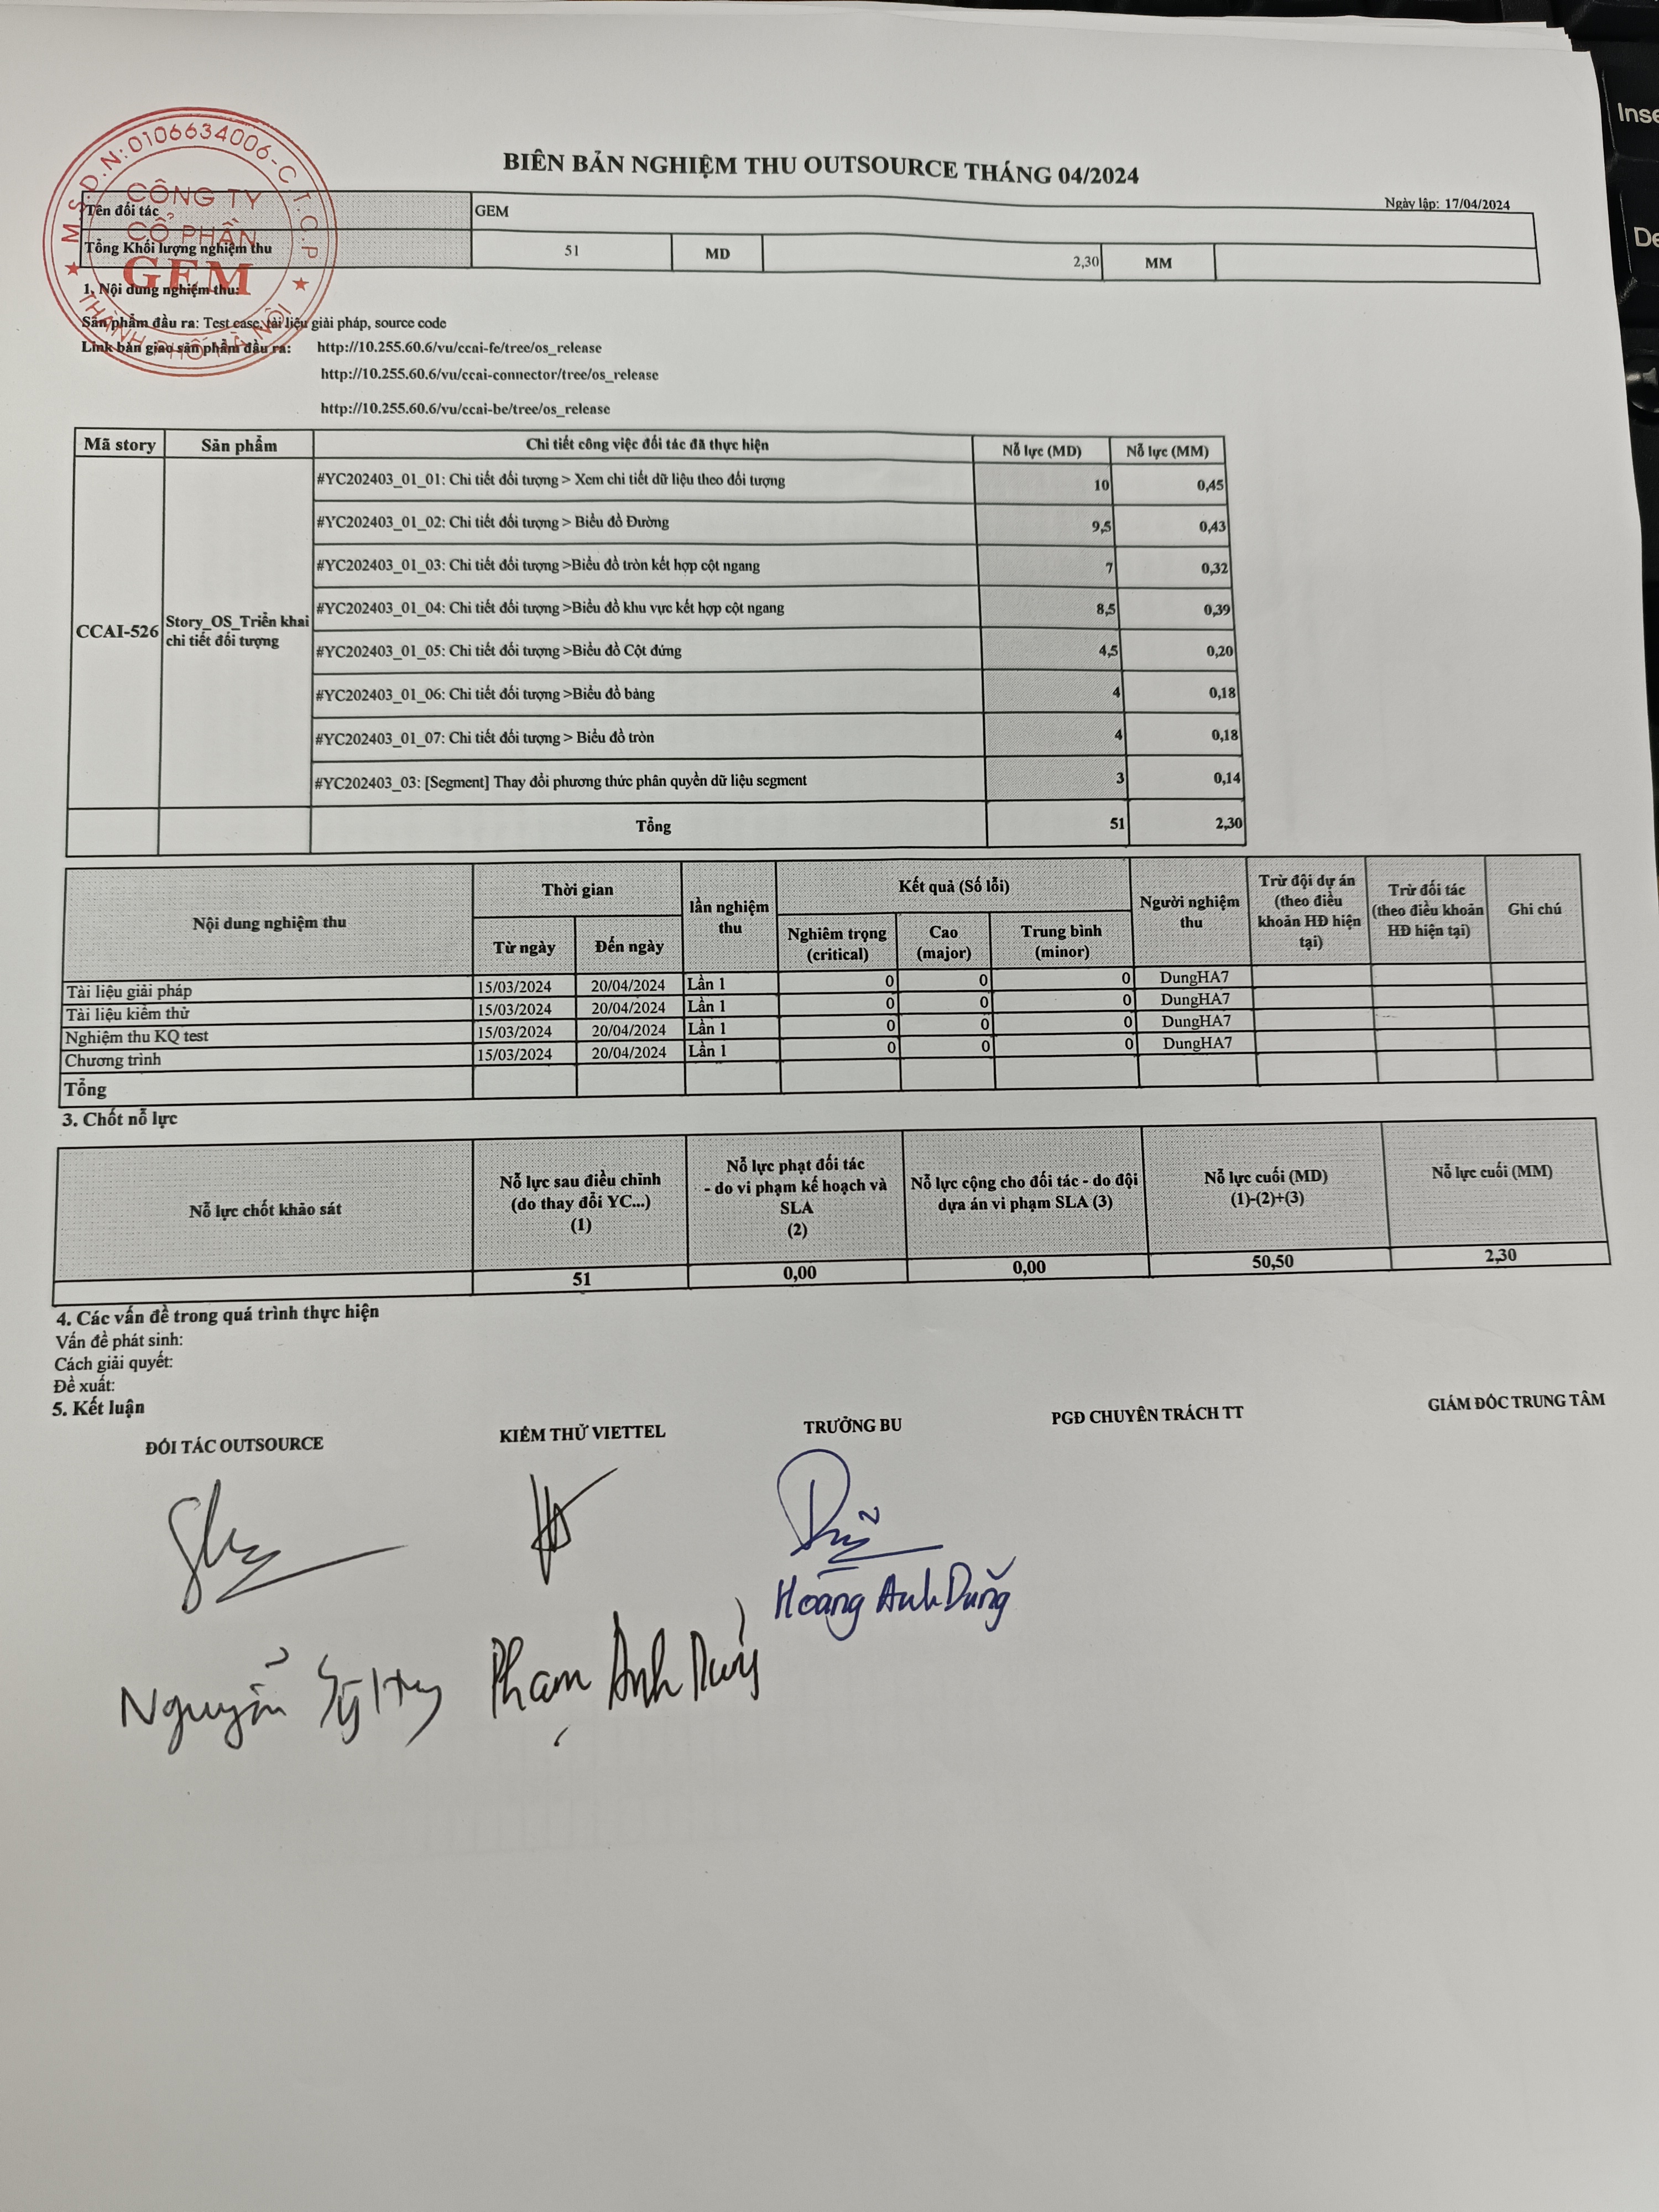 Inse
De
M.S.D.N: 0106634006-C.T.C.P
CÔNG TY
CỔ PHẦN
GEM
THÀNH PHỐ HÀ NỘI
BIÊN BẢN NGHIỆM THU OUTSOURCE THÁNG 04/2024
Ngày lập: 17/04/2024
Tên đối tác GEM
Tổng Khối lượng nghiệm thu 51 MD 2,30 MM
1. Nội dung nghiệm thu:
Sản phẩm đầu ra: Test case, tài liệu giải pháp, source code
Link bàn giao sản phẩm đầu ra: http://10.255.60.6/vu/ccai-fe/tree/os_release
http://10.255.60.6/vu/ccai-connector/tree/os_release
http://10.255.60.6/vu/ccai-be/tree/os_release
Mã story Sản phẩm Chi tiết công việc đối tác đã thực hiện Nỗ lực (MD) Nỗ lực (MM)
CCAI-526 Story_OS_Triển khai
chi tiết đối tượng
#YC202403_01_01: Chi tiết đối tượng > Xem chi tiết dữ liệu theo đối tượng 10 0,45
#YC202403_01_02: Chi tiết đối tượng > Biểu đồ Đường 9,5 0,43
#YC202403_01_03: Chi tiết đối tượng >Biểu đồ tròn kết hợp cột ngang 7 0,32
#YC202403_01_04: Chi tiết đối tượng >Biểu đồ khu vực kết hợp cột ngang 8,5 0,39
#YC202403_01_05: Chi tiết đối tượng >Biểu đồ Cột đứng 4,5 0,20
#YC202403_01_06: Chi tiết đối tượng >Biểu đồ bảng 4 0,18
#YC202403_01_07: Chi tiết đối tượng > Biểu đồ tròn 4 0,18
#YC202403_03: [Segment] Thay đổi phương thức phân quyền dữ liệu segment 3 0,14
Tổng 51 2,30
Nội dung nghiệm thu
Thời gian
Từ ngày Đến ngày
lần nghiệm
thu
Kết quả (Số lỗi)
Nghiêm trọng
(critical)
Cao
(major)
Trung bình
(minor)
Người nghiệm
thu
Trừ đội dự án
(theo điều
khoản HĐ hiện
tại)
Trừ đối tác
(theo điều khoản
HĐ hiện tại)
Ghi chú
Tài liệu giải pháp 15/03/2024 20/04/2024 Lần 1 0 0 0 DungHA7
Tài liệu kiểm thử 15/03/2024 20/04/2024 Lần 1 0 0 0 DungHA7
Nghiệm thu KQ test 15/03/2024 20/04/2024 Lần 1 0 0 0 DungHA7
Chương trình 15/03/2024 20/04/2024 Lần 1 0 0 0 DungHA7
Tổng
3. Chốt nỗ lực
Nỗ lực chốt khảo sát
Nỗ lực sau điều chỉnh
(do thay đổi YC...)
(1)
Nỗ lực phạt đối tác
- do vi phạm kế hoạch và
SLA
(2)
Nỗ lực cộng cho đối tác - do đội
dựa án vi phạm SLA (3)
Nỗ lực cuối (MD)
(1)-(2)+(3)
Nỗ lực cuối (MM)
51 0,00 0,00 50,50 2,30
4. Các vấn đề trong quá trình thực hiện
Vấn đề phát sinh:
Cách giải quyết:
Đề xuất:
5. Kết luận
ĐỐI TÁC OUTSOURCE KIỂM THỬ VIETTEL TRƯỞNG BU PGĐ CHUYÊN TRÁCH TT GIÁM ĐỐC TRUNG TÂM
Hoàng Anh Dũng
Nguyễn Sỹ Huy Phạm Anh